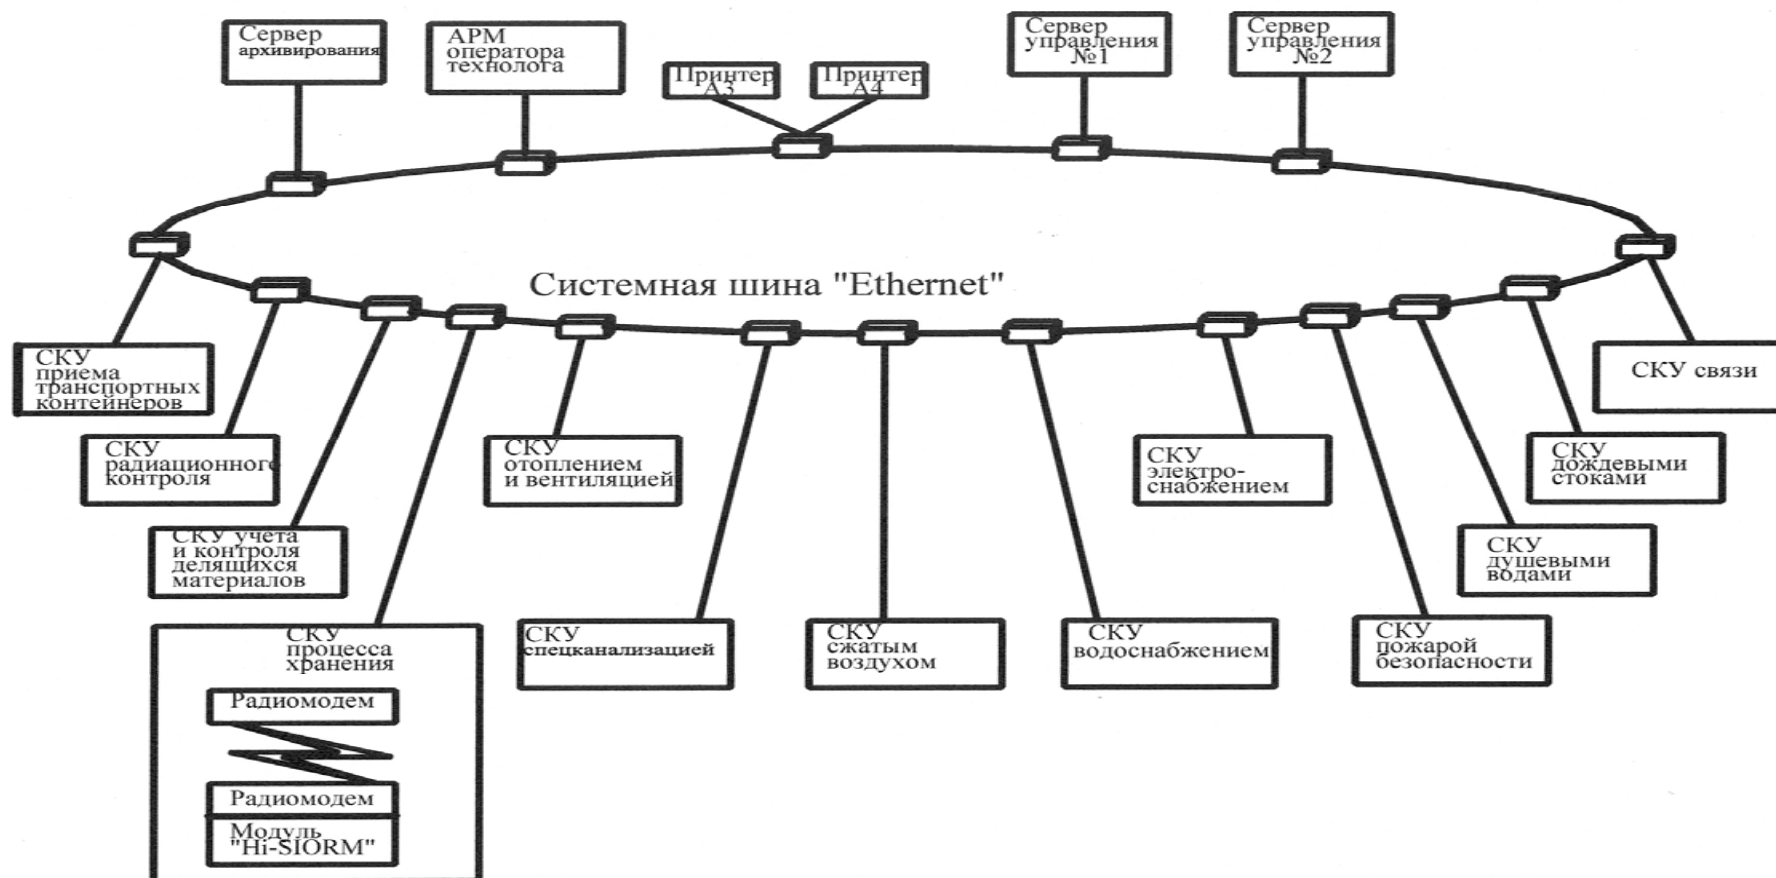 Сервер
архивирования
АРМ
оператора
технолога
Принтер
А3
Принтер
А4
Сервер
управления
№1
Сервер
управления
№2
Системная шина "Ethernet"
СКУ
приема
транспортных
контейнеров
СКУ
радиационного
контроля
СКУ учета
и контроля
делящихся
материалов
СКУ
процесса
хранения
Радиомодем
Радиомодем
Модуль
"Hi-SIORM"
СКУ
отоплением
и вентиляцией
СКУ
спецканализацией
СКУ
сжатым
воздухом
СКУ
водоснабжением
СКУ
электро-
снабжением
СКУ
пожарой
безопасности
СКУ
душевыми
водами
СКУ
дождевыми
стоками
СКУ связи